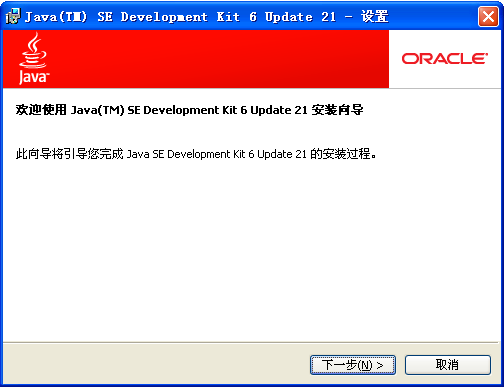 Java(TM) SE Development Kit 6 Update 21 - 设置
Java
ORACLE
欢迎使用 Java(TM) SE Development Kit 6 Update 21 安装向导
此向导将引导您完成 Java SE Development Kit 6 Update 21 的安装过程。
下一步(N) >
取消